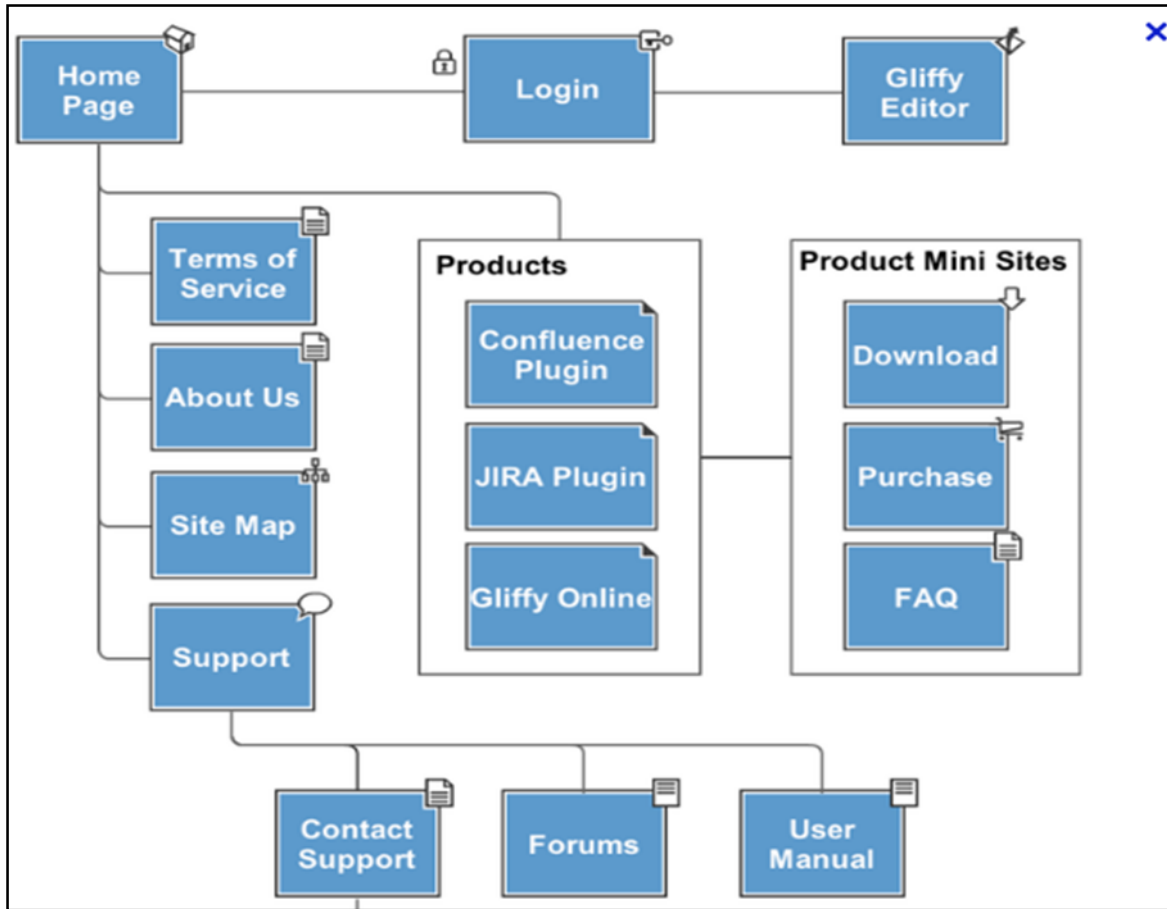 Home
Page
Login
Gliffy
Editor
Terms of
Service
About Us
Site Map
Support
Products
Confluence
Plugin
JIRA Plugin
Gliffy Online
Product Mini Sites
Download
Purchase
FAQ
Contact
Support
Forums
User
Manual